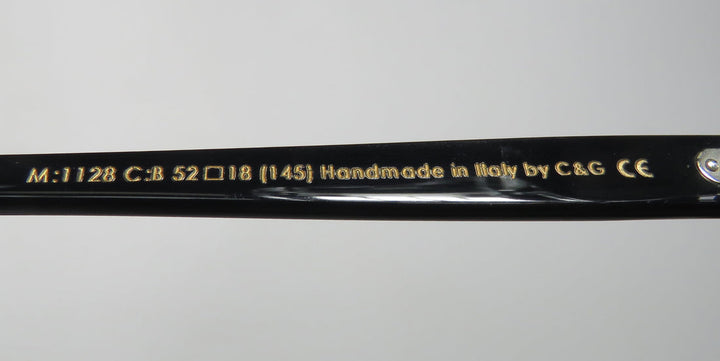 M:1128 C:B 52□18 (145) Handmade in Italy by C&G CE